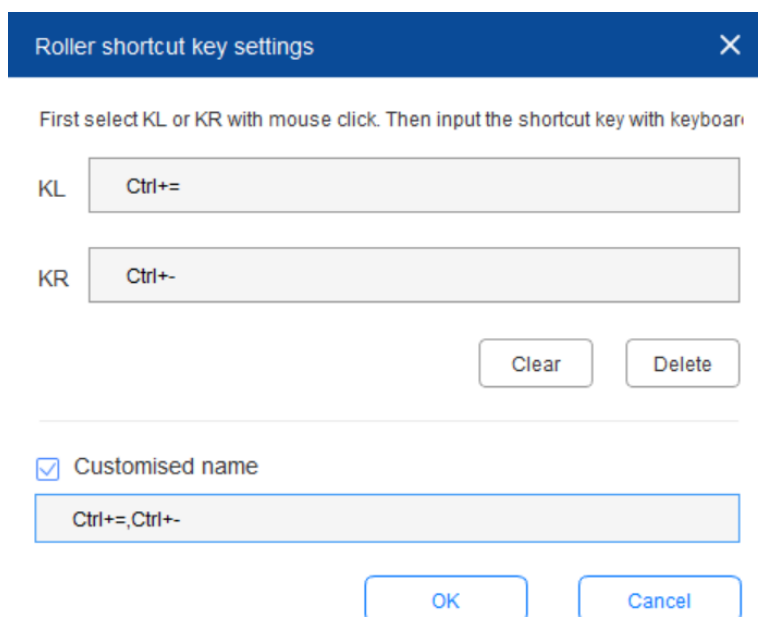 Roller shortcut key settings
First select KL or KR with mouse click. Then input the shortcut key with keyboar
KL Ctrl+=
KR Ctrl+-
Clear Delete
Customised name
Ctrl+=,Ctrl+-
OK Cancel